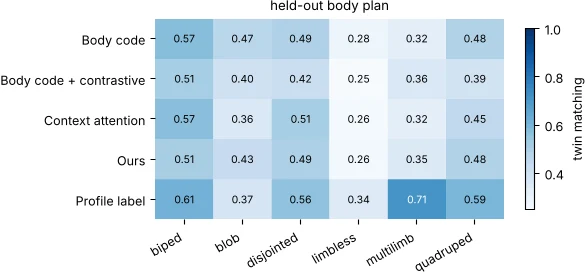 held-out body plan
Body code 0.57 0.47 0.49 0.28 0.32 0.48
Body code + contrastive 0.51 0.40 0.42 0.25 0.36 0.39
Context attention 0.57 0.36 0.51 0.26 0.32 0.45
Ours 0.51 0.43 0.49 0.26 0.35 0.48
Profile label 0.61 0.37 0.56 0.34 0.71 0.59
biped blob disjointed limbless multilimb quadruped
1.0
0.8
0.6
0.4
twin matching